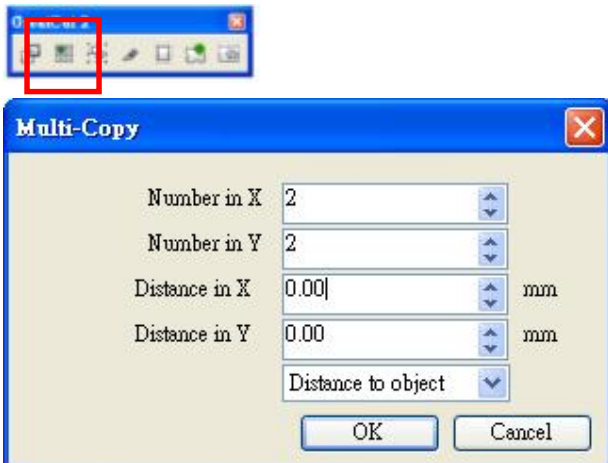 Multi-Copy
Number in X 2
Number in Y 2
Distance in X 0.00 mm
Distance in Y 0.00 mm
Distance to object
OK Cancel